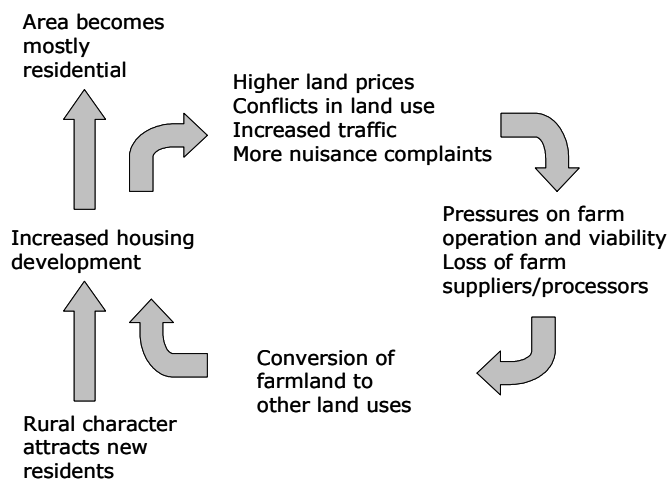 Area becomes
mostly
residential
Higher land prices
Conflicts in land use
Increased traffic
More nuisance complaints
Pressures on farm
operation and viability
Loss of farm
suppliers/processors
Increased housing
development
Conversion of
farmland to
other land uses
Rural character
attracts new
residents